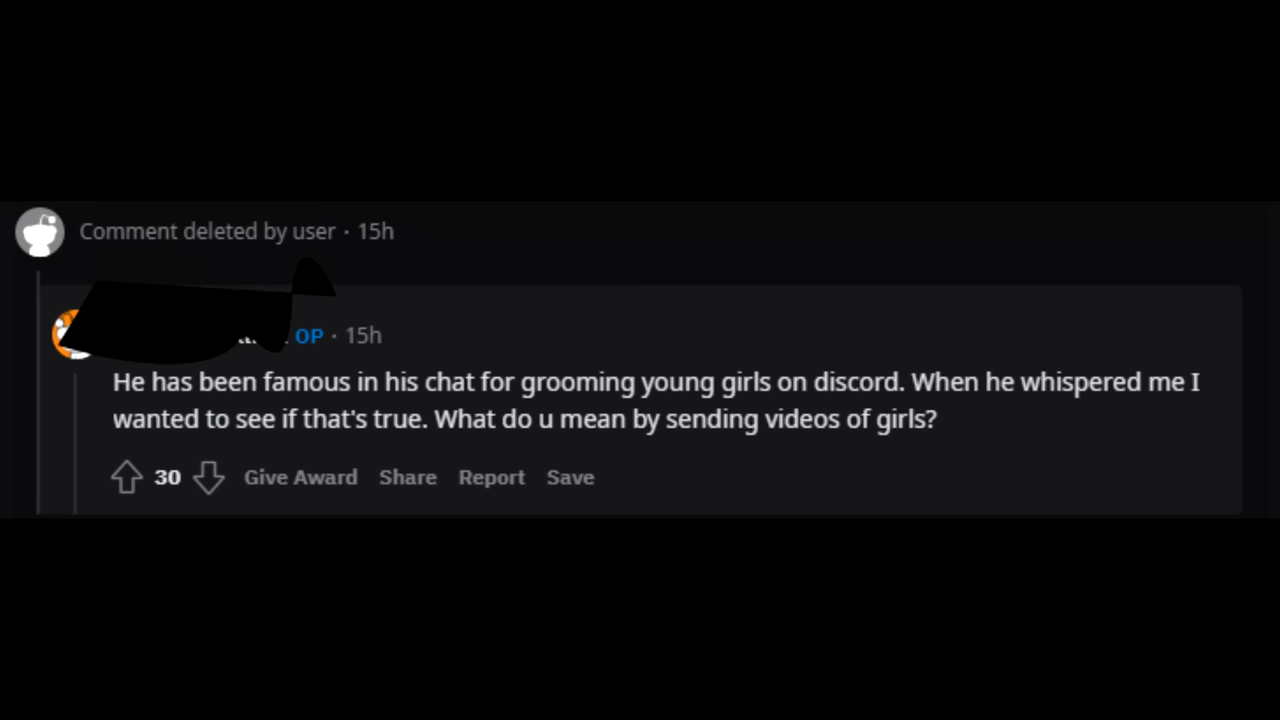 Comment deleted by user · 15h
OP · 15h
He has been famous in his chat for grooming young girls on discord. When he whispered me I
wanted to see if that's true. What do u mean by sending videos of girls?
30 Give Award Share Report Save